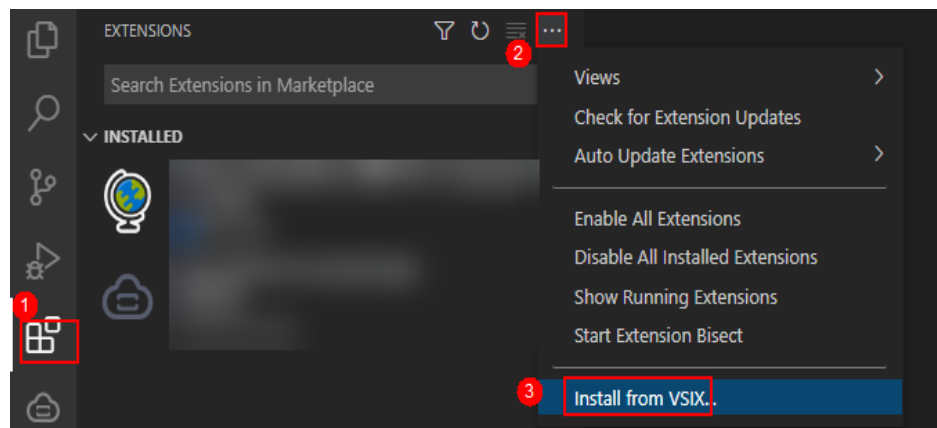 EXTENSIONS
2
Search Extensions in Marketplace
INSTALLED
1
Views
Check for Extension Updates
Auto Update Extensions
Enable All Extensions
Disable All Installed Extensions
Show Running Extensions
Start Extension Bisect
3
Install from VSIX...